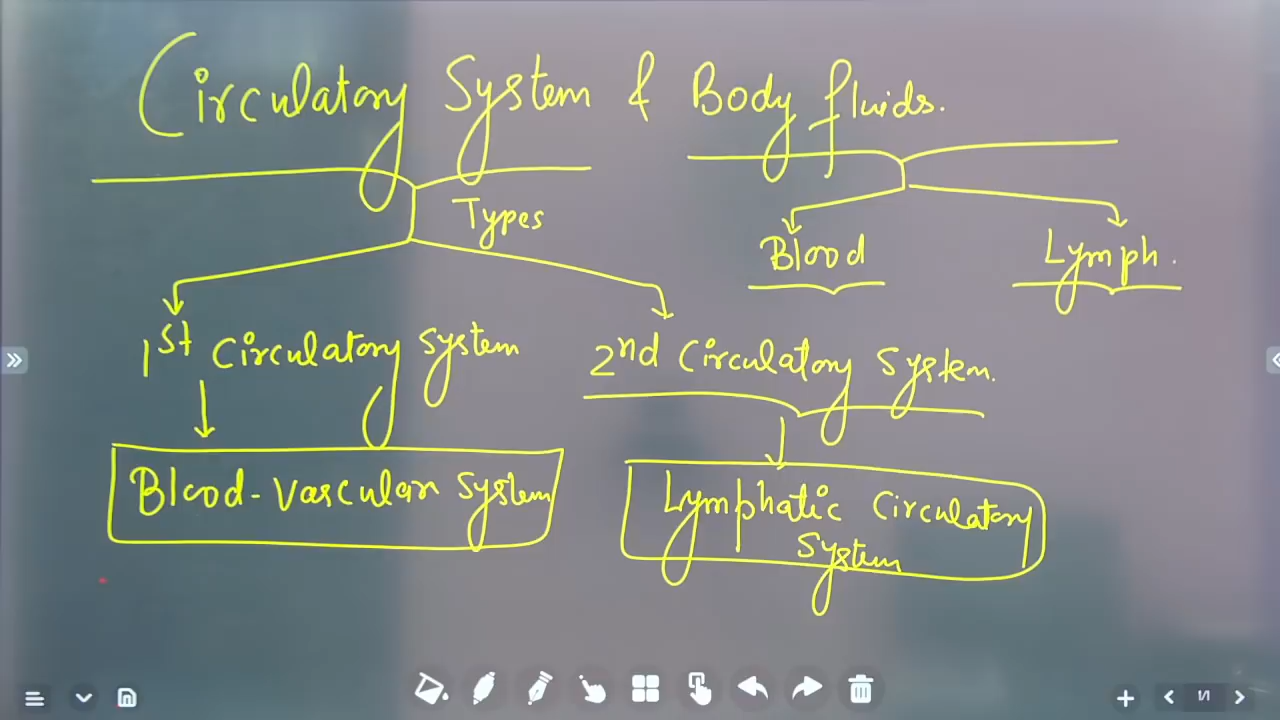 Circulatory System & Body fluids.
Types
Blood
Lymph.
1st Circulatory system
2nd Circulatory system.
Blood-vascular system
Lymphatic Circulatory
system